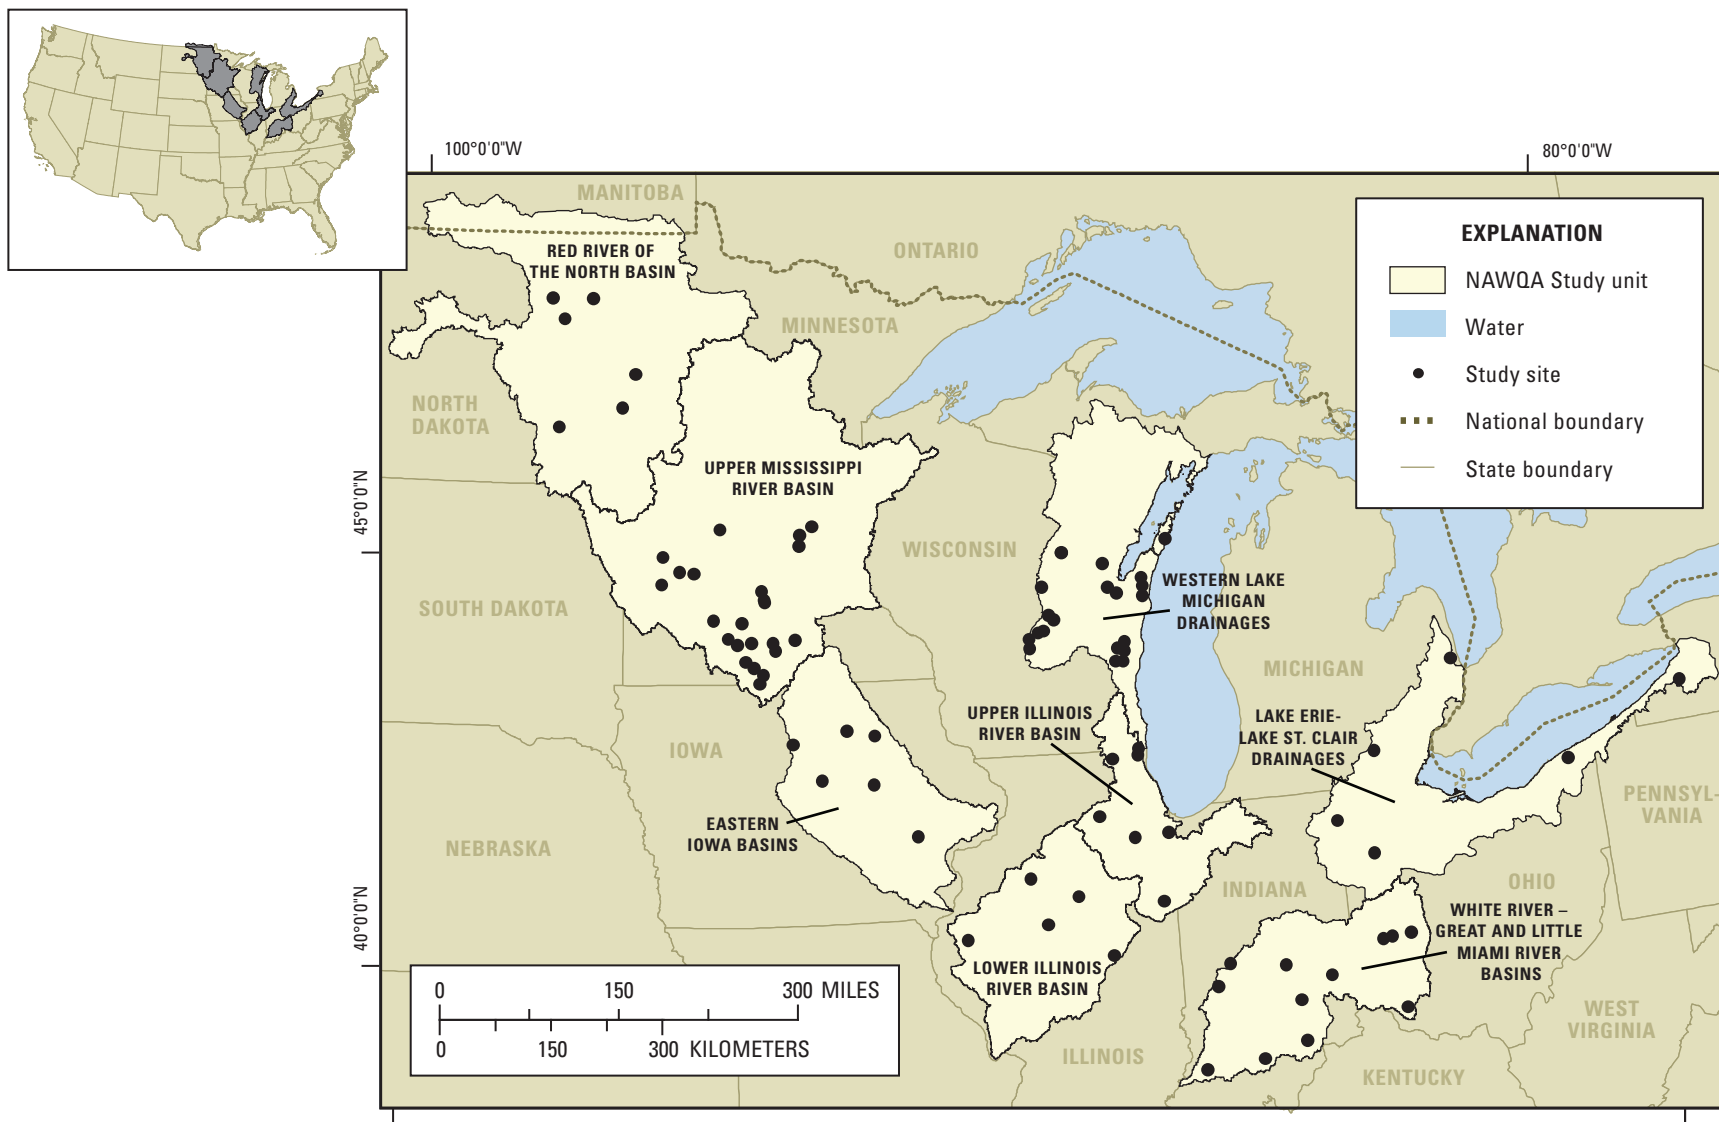 100°0'0"W
80°0'0"W
MANITOBA
ONTARIO
RED RIVER OF
THE NORTH BASIN
MINNESOTA
EXPLANATION
NAWQA Study unit
Water
Study site
National boundary
State boundary
NORTH
DAKOTA
UPPER MISSISSIPPI
RIVER BASIN
45°0'0"N
WISCONSIN
SOUTH DAKOTA
WESTERN LAKE
MICHIGAN
DRAINAGES
MICHIGAN
UPPER ILLINOIS
RIVER BASIN
LAKE ERIE-
LAKE ST. CLAIR
DRAINAGES
IOWA
PENNSYL-
VANIA
EASTERN
IOWA BASINS
NEBRASKA
INDIANA
OHIO
40°0'0"N
WHITE RIVER –
GREAT AND LITTLE
MIAMI RIVER
BASINS
LOWER ILLINOIS
RIVER BASIN
0 150 300 MILES
0 150 300 KILOMETERS
WEST
VIRGINIA
ILLINOIS
KENTUCKY